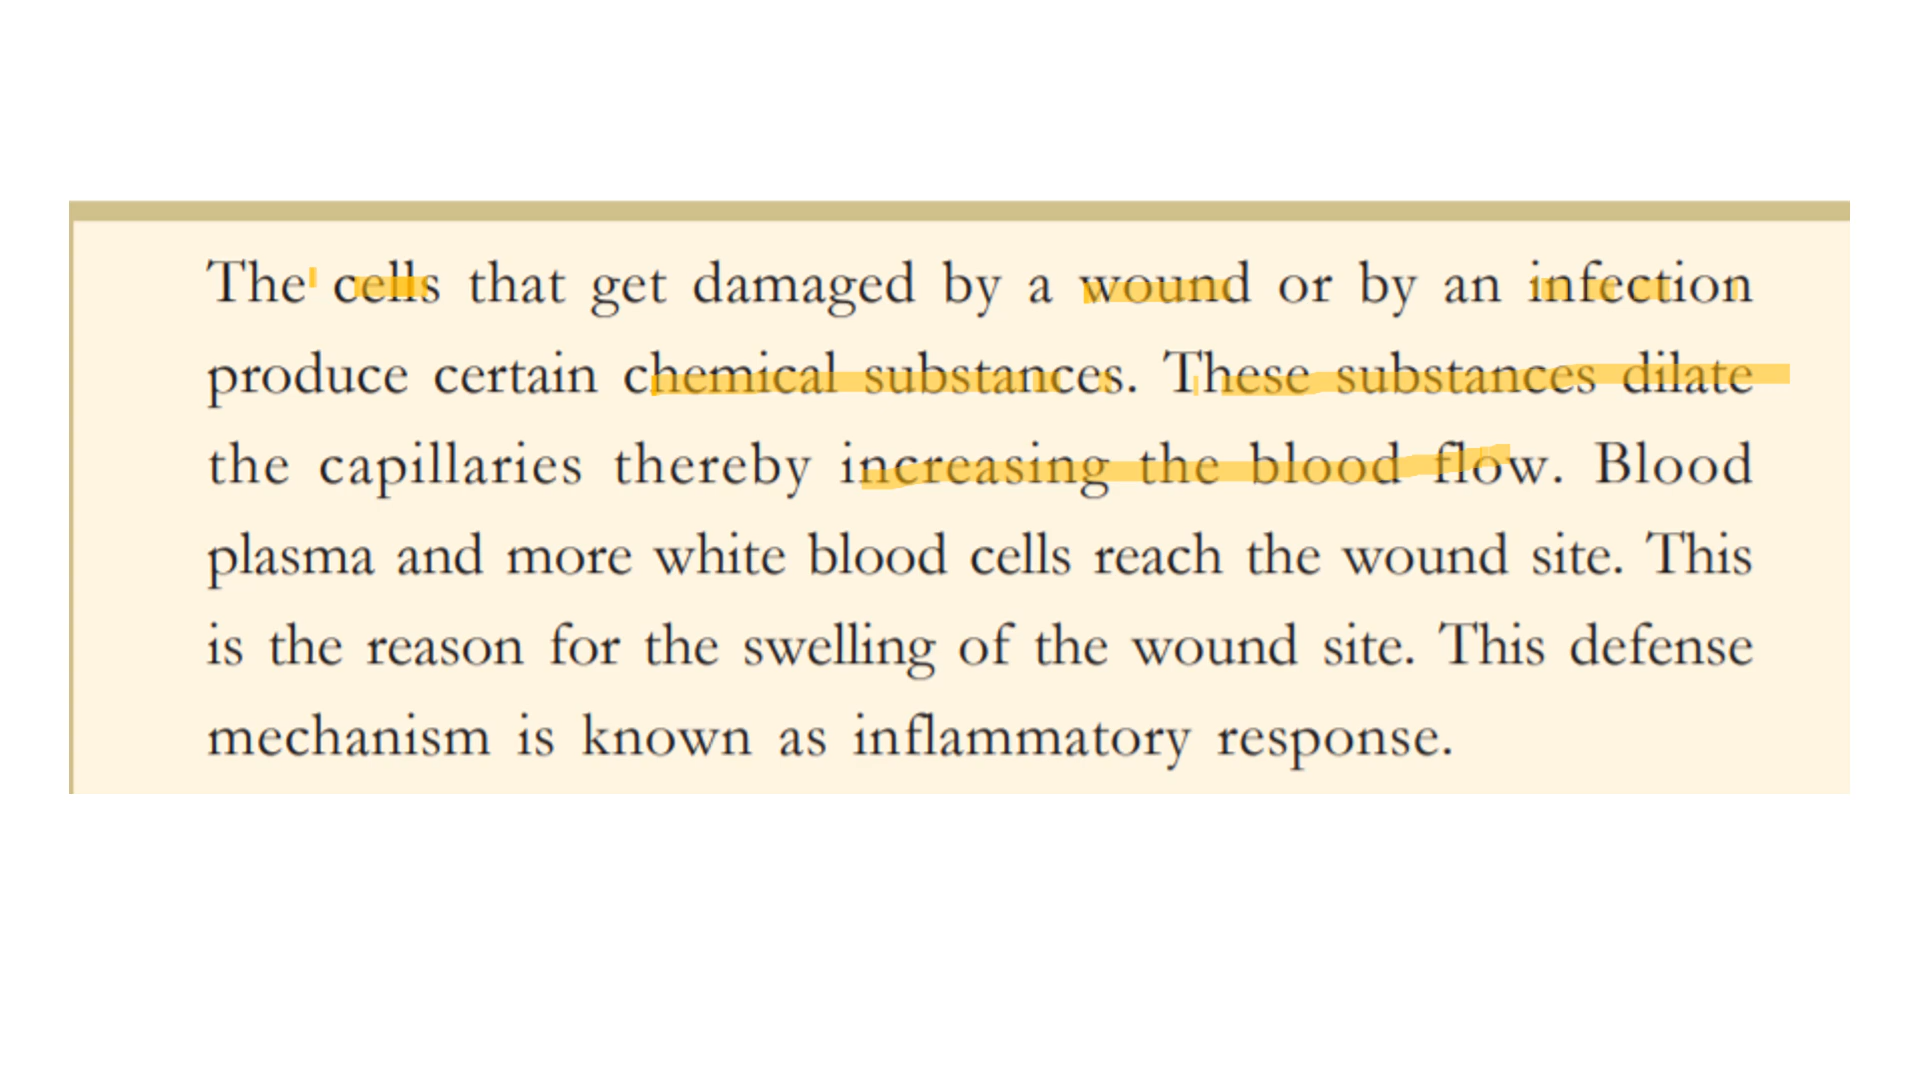 The cells that get damaged by a wound or by an infection
produce certain chemical substances. These substances dilate
the capillaries thereby increasing the blood flow. Blood
plasma and more white blood cells reach the wound site. This
is the reason for the swelling of the wound site. This defense
mechanism is known as inflammatory response.